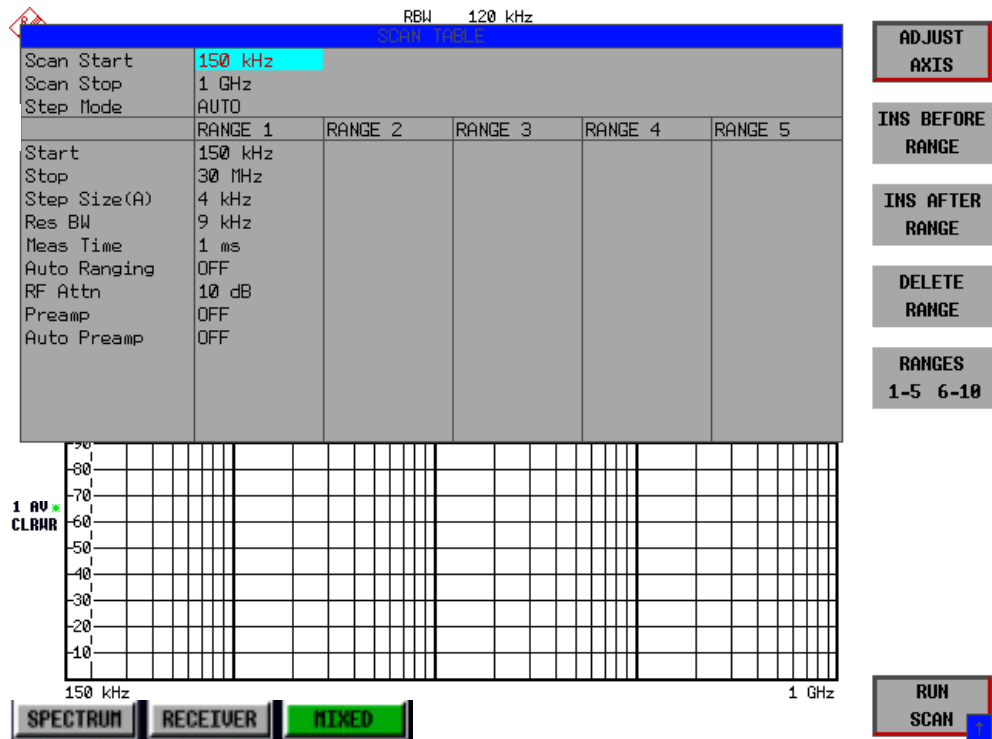 RBW 120 kHz
SCAN TABLE
Scan Start 150 kHz
Scan Stop 1 GHz
Step Mode AUTO
RANGE 1 RANGE 2 RANGE 3 RANGE 4 RANGE 5
Start 150 kHz
Stop 30 MHz
Step Size(A) 4 kHz
Res BW 9 kHz
Meas Time 1 ms
Auto Ranging OFF
RF Attn 10 dB
Preamp OFF
Auto Preamp OFF
90
80
70
1 AV
CLRWR
60
50
40
30
20
10
150 kHz 1 GHz
SPECTRUM RECEIVER MIXED
ADJUST
AXIS
INS BEFORE
RANGE
INS AFTER
RANGE
DELETE
RANGE
RANGES
1-5 6-10
RUN
SCAN